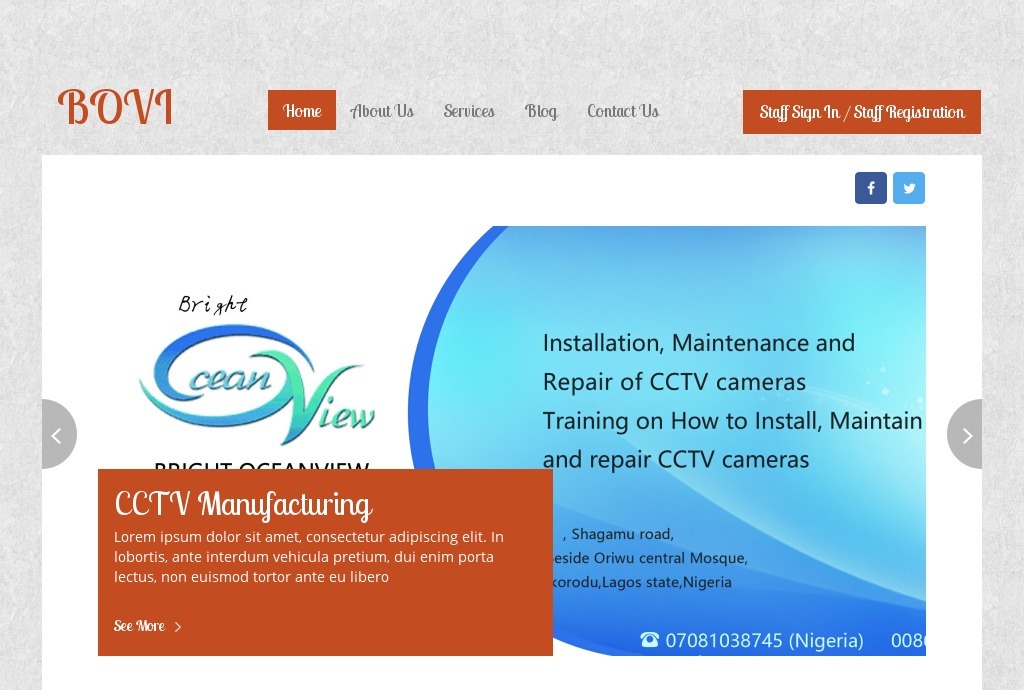 BOVI
Home
About Us
Services
Blog
Contact Us
Staff Sign In / Staff Registration
Bright
Ocean View
BRIGHT OCEANVIEW
Installation, Maintenance and
Repair of CCTV cameras
Training on How to Install, Maintain
and repair CCTV cameras
, Shagamu road,
eside Oriwu central Mosque,
korodu,Lagos state,Nigeria
07081038745 (Nigeria) 008
CCTV Manufacturing
Lorem ipsum dolor sit amet, consectetur adipiscing elit. In
lobortis, ante interdum vehicula pretium, dui enim porta
lectus, non euismod tortor ante eu libero
See More